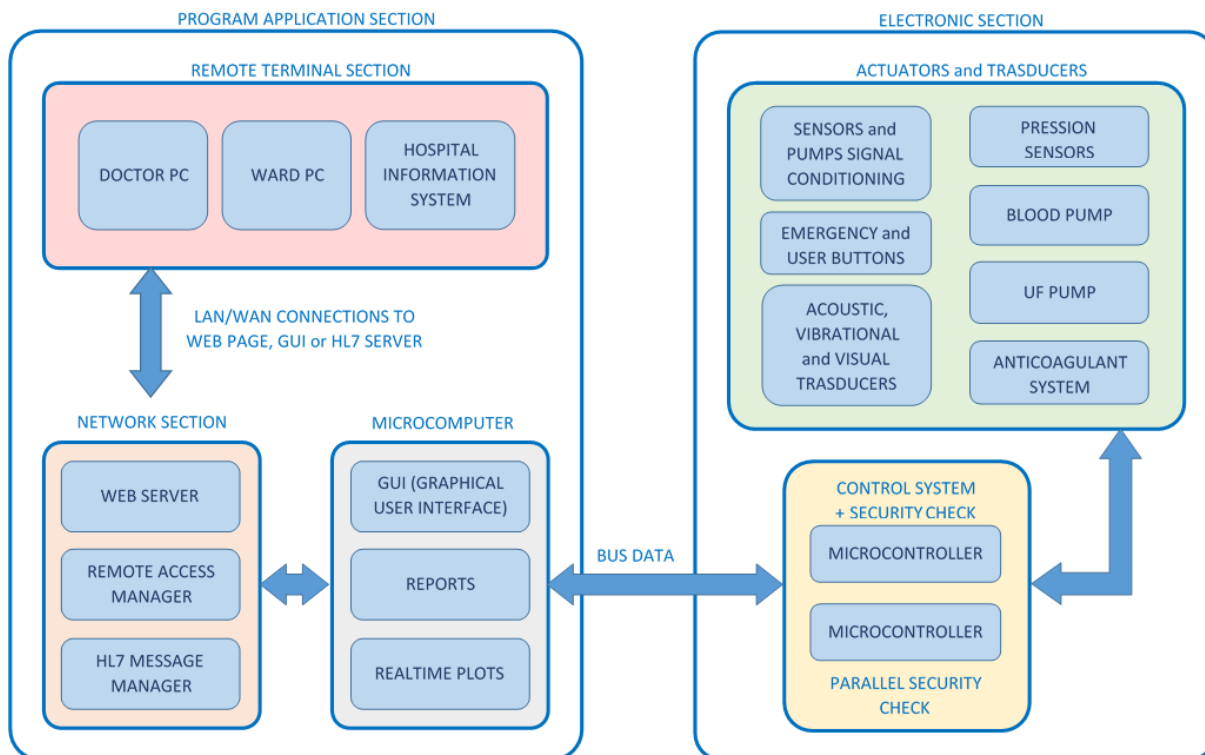 PROGRAM APPLICATION SECTION
REMOTE TERMINAL SECTION
DOCTOR PC
WARD PC
HOSPITAL
INFORMATION
SYSTEM
LAN/WAN CONNECTIONS TO
WEB PAGE, GUI or HL7 SERVER
NETWORK SECTION
WEB SERVER
REMOTE ACCESS
MANAGER
HL7 MESSAGE
MANAGER
MICROCOMPUTER
GUI (GRAPHICAL
USER INTERFACE)
REPORTS
REALTIME PLOTS
BUS DATA
ELECTRONIC SECTION
ACTUATORS and TRASDUCERS
SENSORS and
PUMPS SIGNAL
CONDITIONING
EMERGENCY and
USER BUTTONS
ACOUSTIC,
VIBRATIONAL
and VISUAL
TRASDUCERS
PRESSION
SENSORS
BLOOD PUMP
UF PUMP
ANTICOAGULANT
SYSTEM
CONTROL SYSTEM
+ SECURITY CHECK
MICROCONTROLLER
MICROCONTROLLER
PARALLEL SECURITY
CHECK